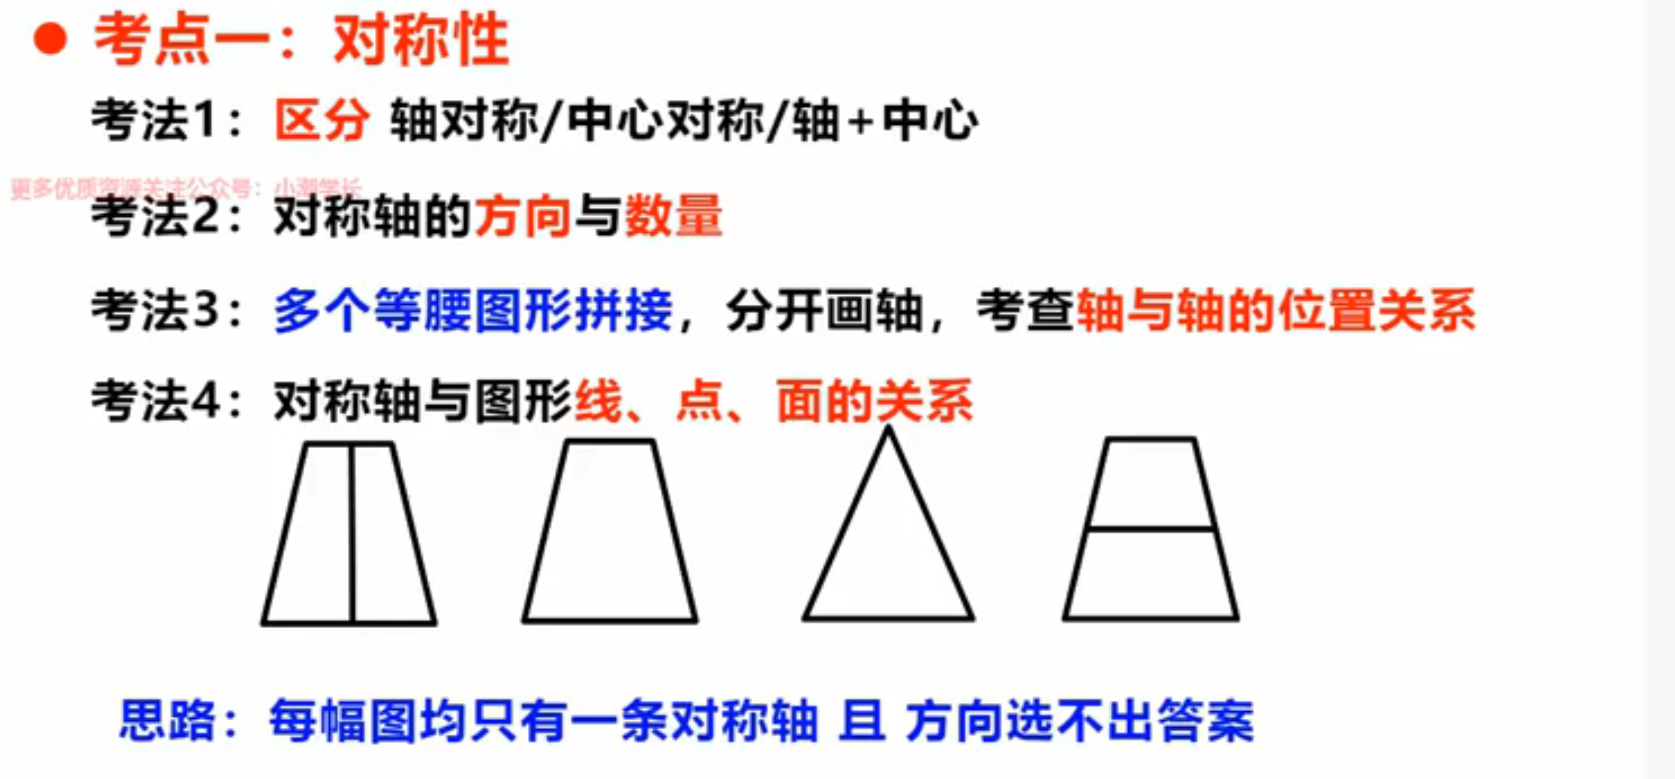 ● 考点一：对称性
考法1：区分 轴对称/中心对称/轴+中心
更多优质资源关注公众号：小潮学长
考法2：对称轴的方向与数量
考法3：多个等腰图形拼接，分开画轴，考查轴与轴的位置关系
考法4：对称轴与图形线、点、面的关系
思路：每幅图均只有一条对称轴 且 方向选不出答案